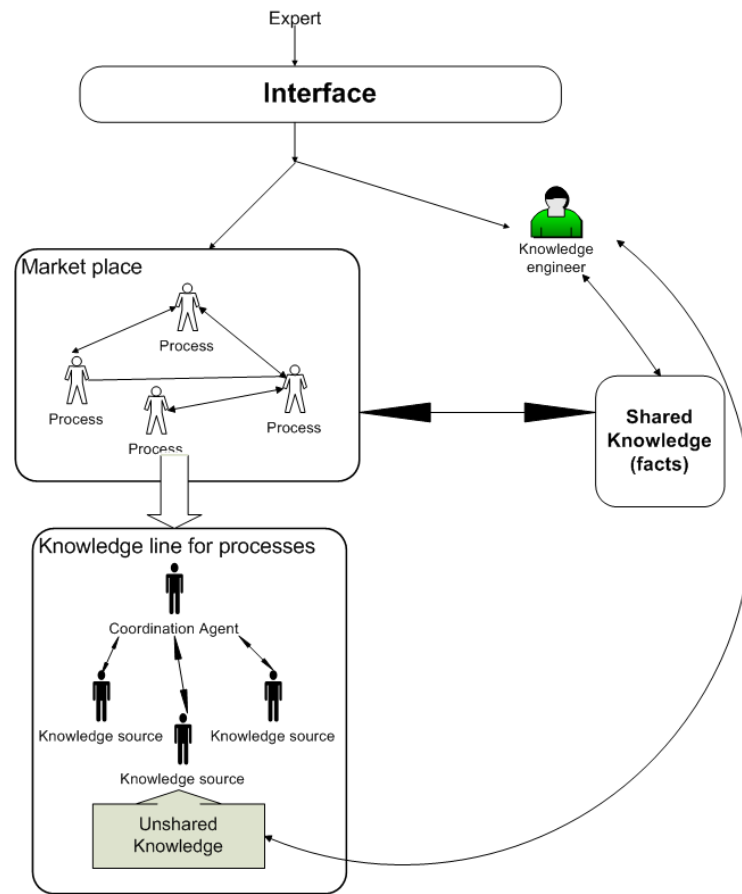 Expert
Interface
Knowledge
engineer
Market place
Process
Process
Process
Process
Shared
Knowledge
(facts)
Knowledge line for processes
Coordination Agent
Knowledge source
Knowledge source
Knowledge source
Unshared
Knowledge